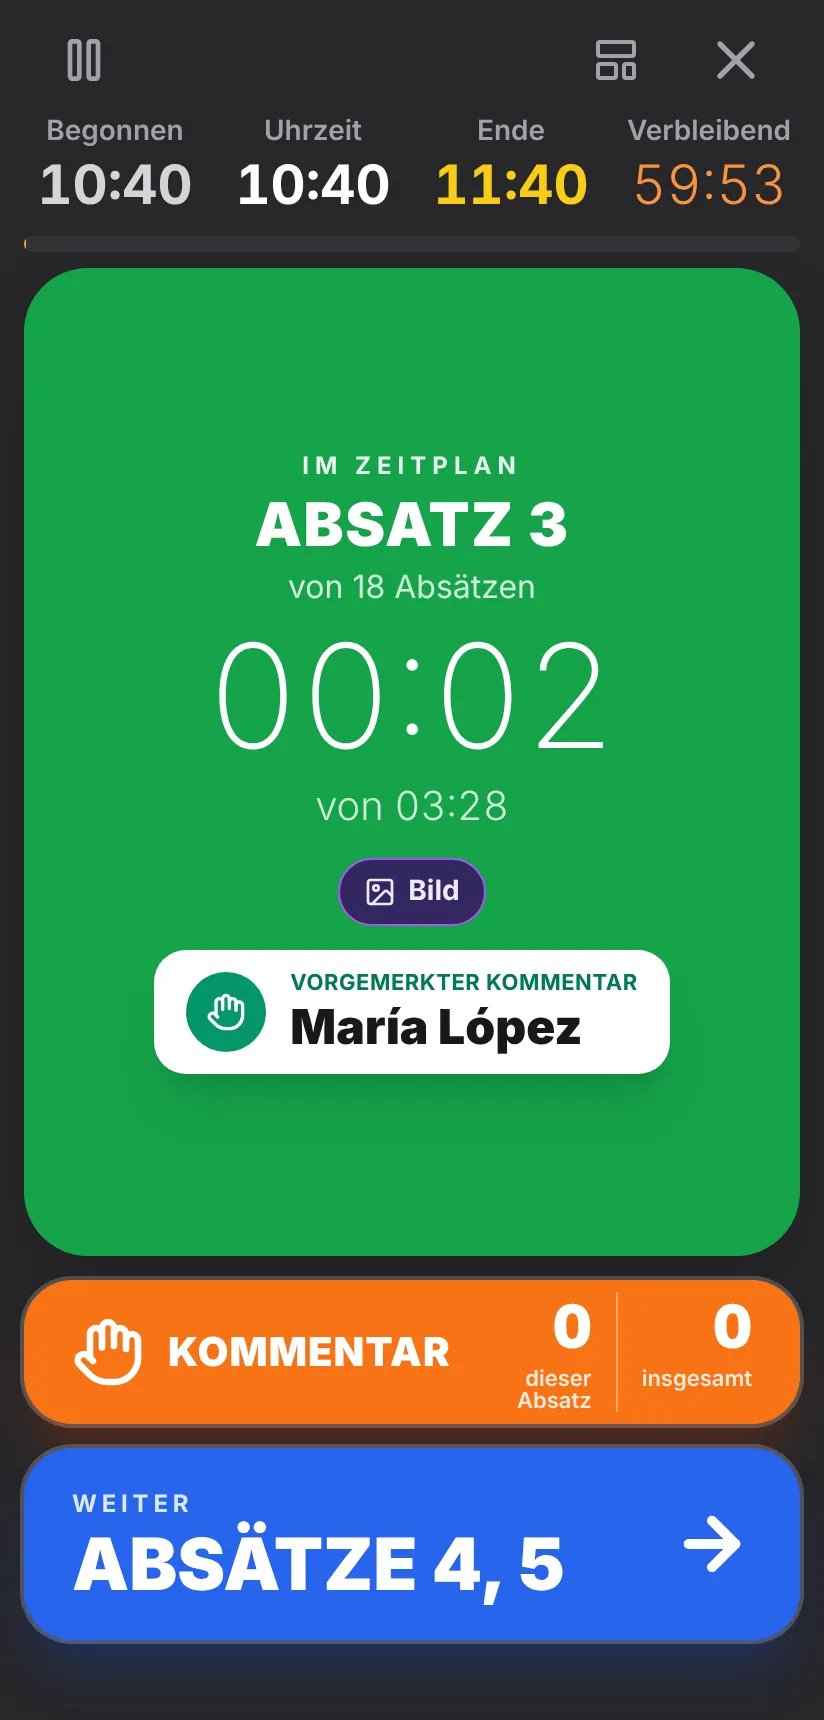 Begonnen Uhrzeit Ende Verbleibend
10:40 10:40 11:40 59:53
IM ZEITPLAN
ABSATZ 3
von 18 Absätzen
00:02
von 03:28
Bild
VORGEMERKTER KOMMENTAR
María López
KOMMENTAR
0
dieser
Absatz
0
insgesamt
WEITER
ABSÄTZE 4, 5